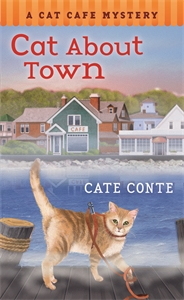 A CAT CAFE MYSTERY
Cat About
Town
CAFE
CATE CONTE